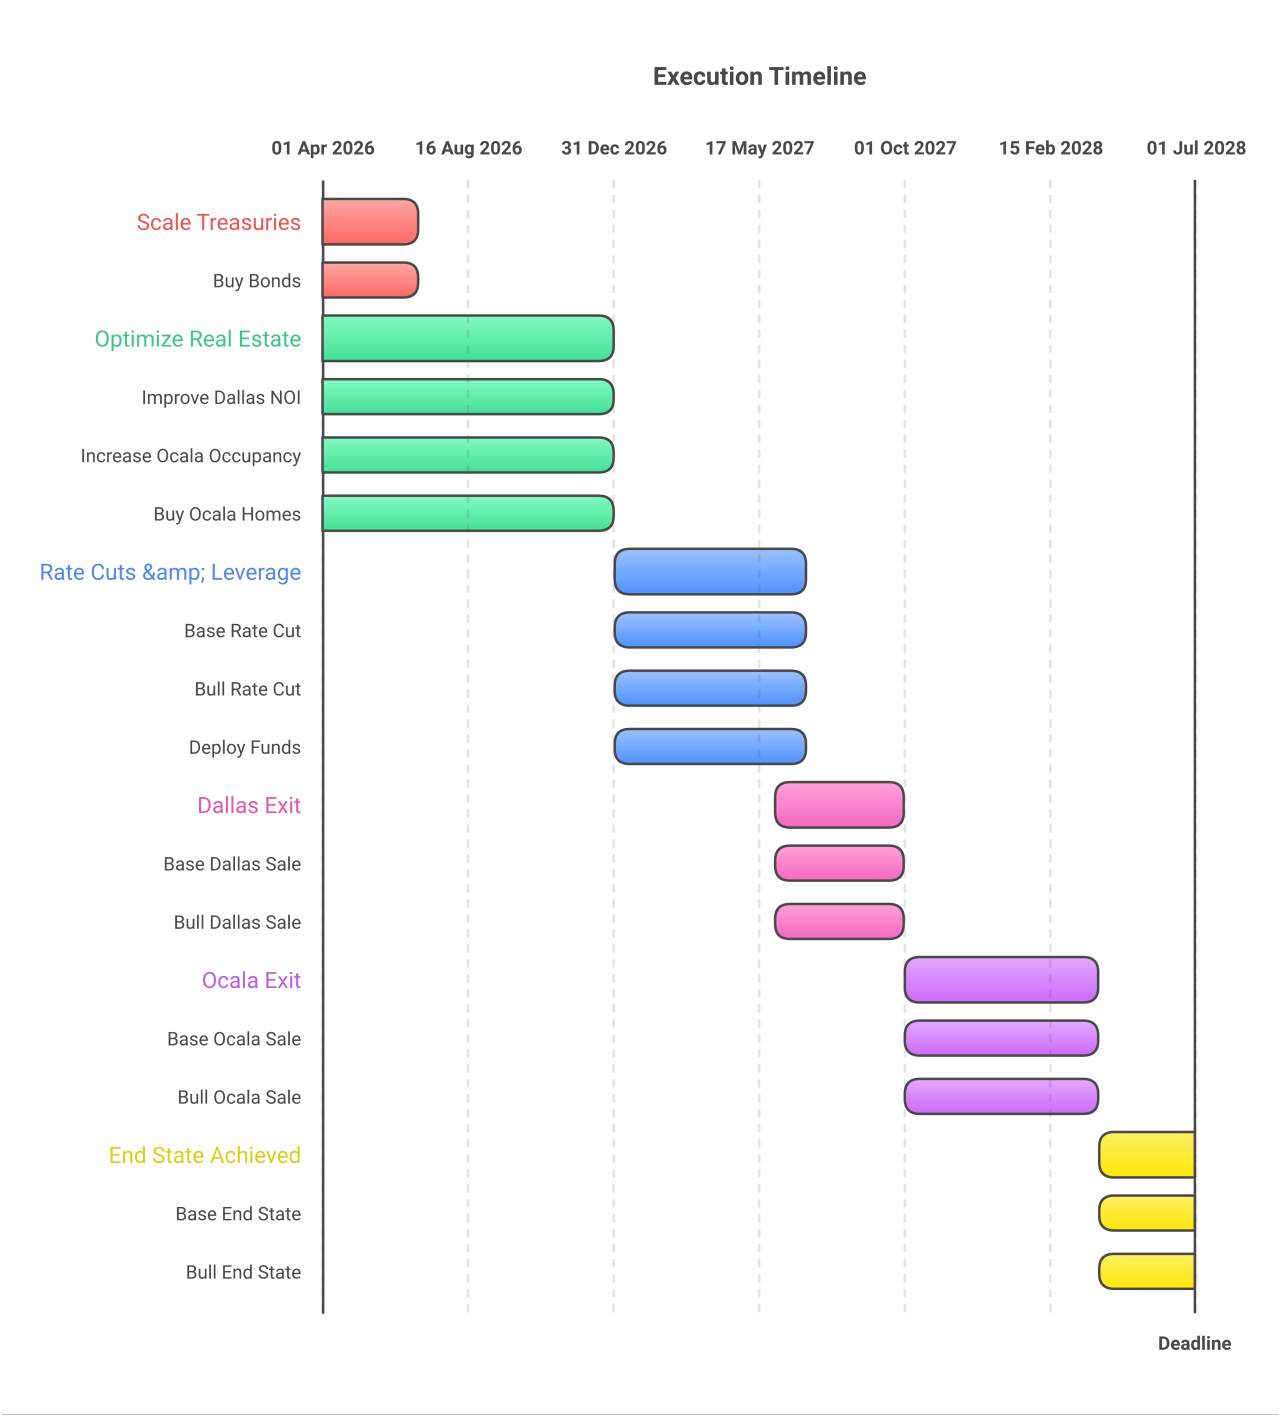 Execution Timeline
01 Apr 2026 16 Aug 2026 31 Dec 2026 17 May 2027 01 Oct 2027 15 Feb 2028 01 Jul 2028
Scale Treasuries
Buy Bonds
Optimize Real Estate
Improve Dallas NOI
Increase Ocala Occupancy
Buy Ocala Homes
Rate Cuts &amp; Leverage
Base Rate Cut
Bull Rate Cut
Deploy Funds
Dallas Exit
Base Dallas Sale
Bull Dallas Sale
Ocala Exit
Base Ocala Sale
Bull Ocala Sale
End State Achieved
Base End State
Bull End State
Deadline